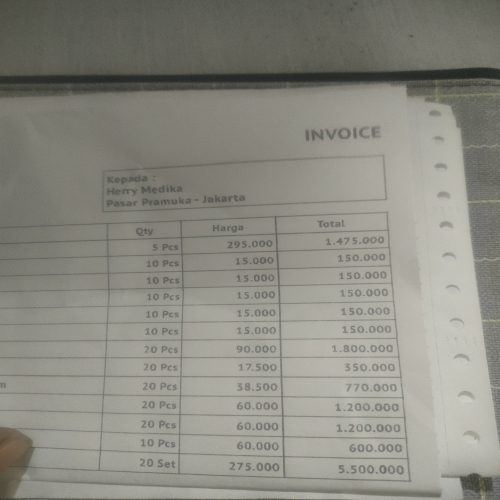 INVOICE
Kepada :
Herry Medika
Pasar Pramuka - Jakarta
Qty Harga Total
5 Pcs 295.000 1.475.000
10 Pcs 15.000 150.000
10 Pcs 15.000 150.000
10 Pcs 15.000 150.000
10 Pcs 15.000 150.000
10 Pcs 15.000 150.000
20 Pcs 90.000 1.800.000
20 Pcs 17.500 350.000
20 Pcs 38.500 770.000
20 Pcs 60.000 1.200.000
20 Pcs 60.000 1.200.000
10 Pcs 60.000 600.000
20 Set 275.000 5.500.000